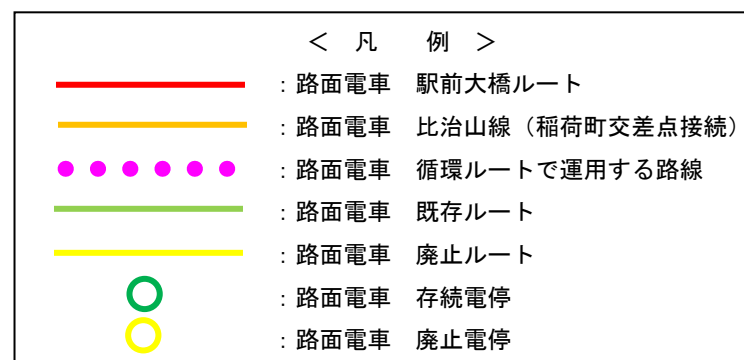 ＜ 凡　例 ＞
：路面電車　駅前大橋ルート
：路面電車　比治山線（稲荷町交差点接続）
：路面電車　循環ルートで運用する路線
：路面電車　既存ルート
：路面電車　廃止ルート
：路面電車　存続電停
：路面電車　廃止電停